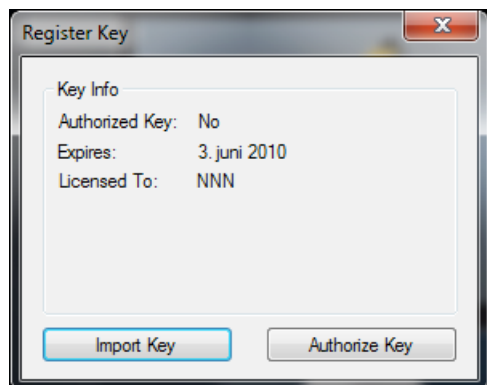 Register Key
Key Info
Authorized Key: No
Expires: 3. juni 2010
Licensed To: NNN
Import Key
Authorize Key